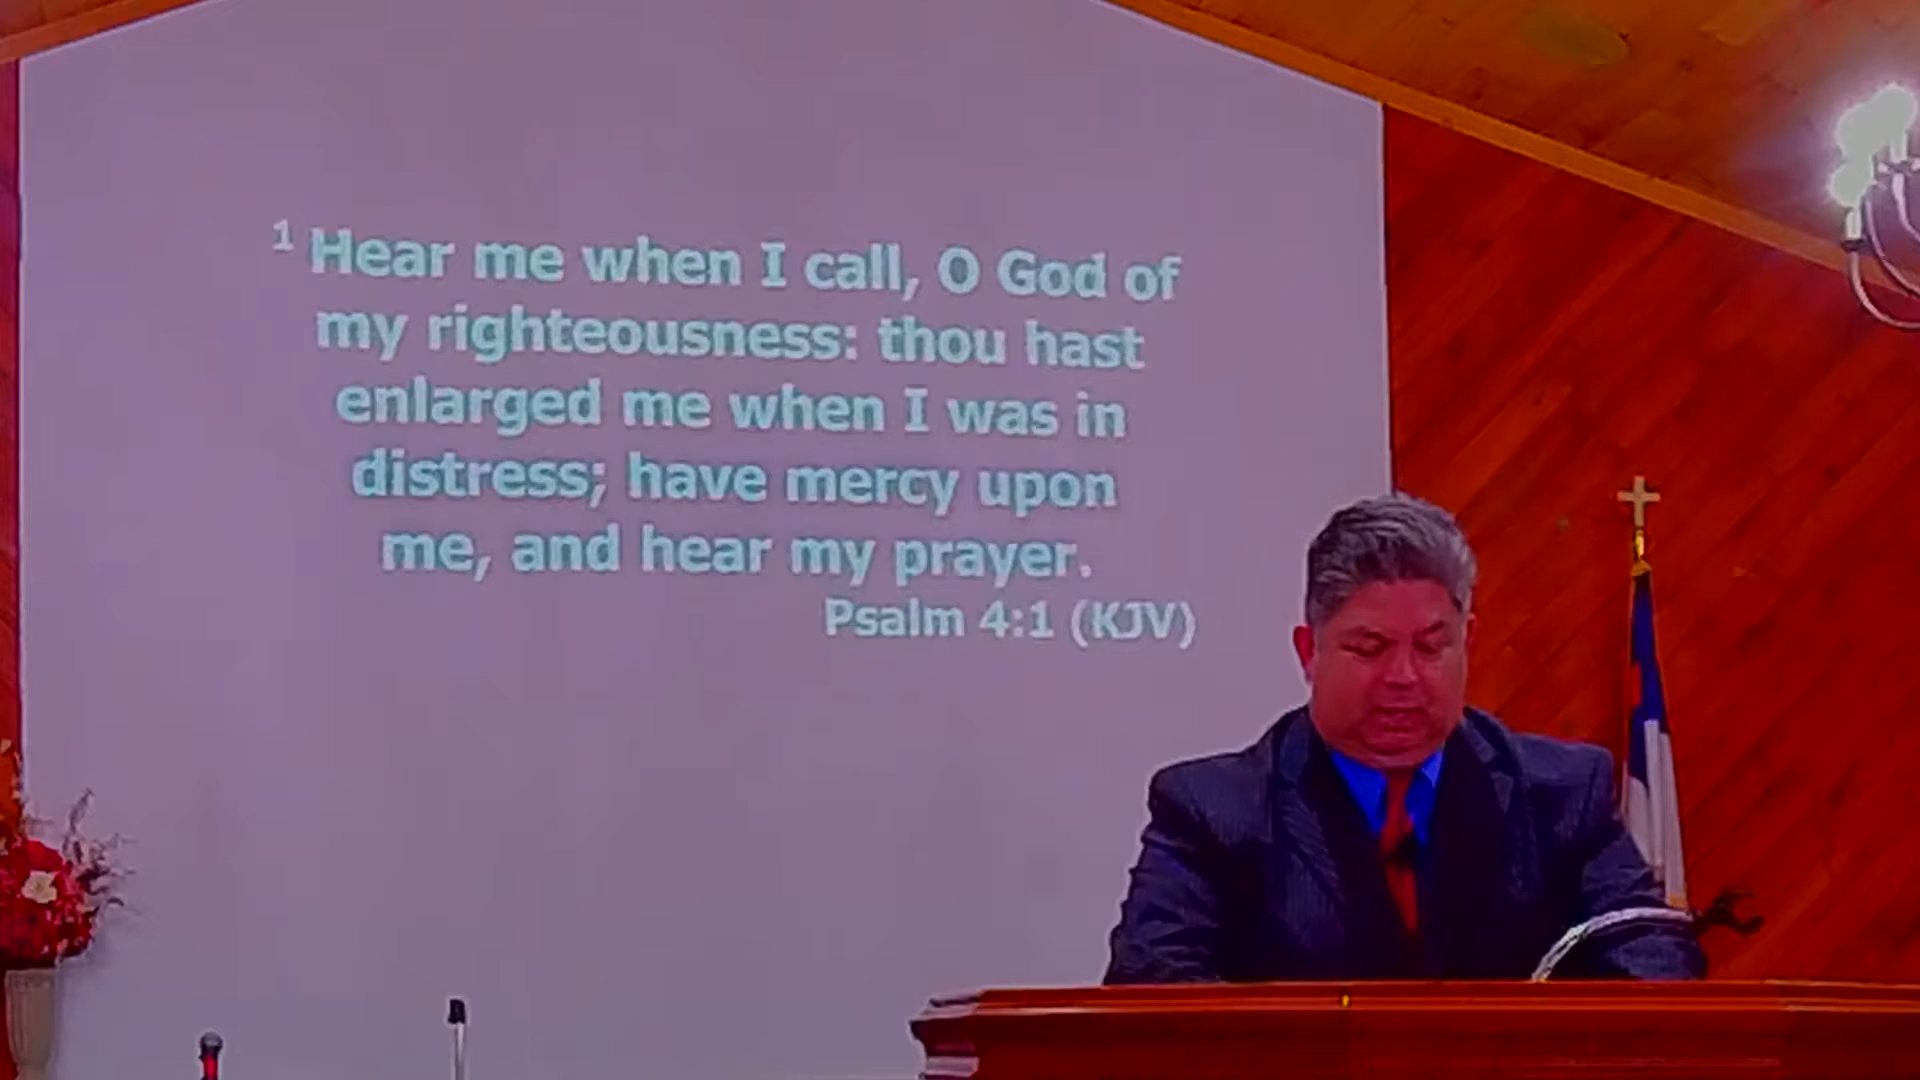 1 Hear me when I call, O God of
my righteousness: thou hast
enlarged me when I was in
distress; have mercy upon
me, and hear my prayer.
Psalm 4:1 (KJV)